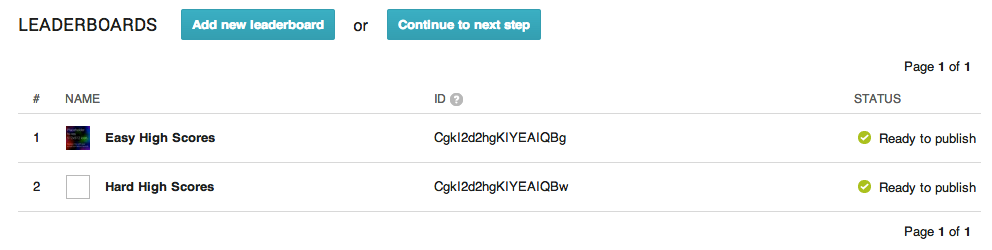 LEADERBOARDS Add new leaderboard or Continue to next step
Page 1 of 1
# NAME ID ? STATUS
1 Easy High Scores CgkI2d2hgKIYEAIQBg Ready to publish
2 Hard High Scores CgkI2d2hgKIYEAIQBw Ready to publish
Page 1 of 1